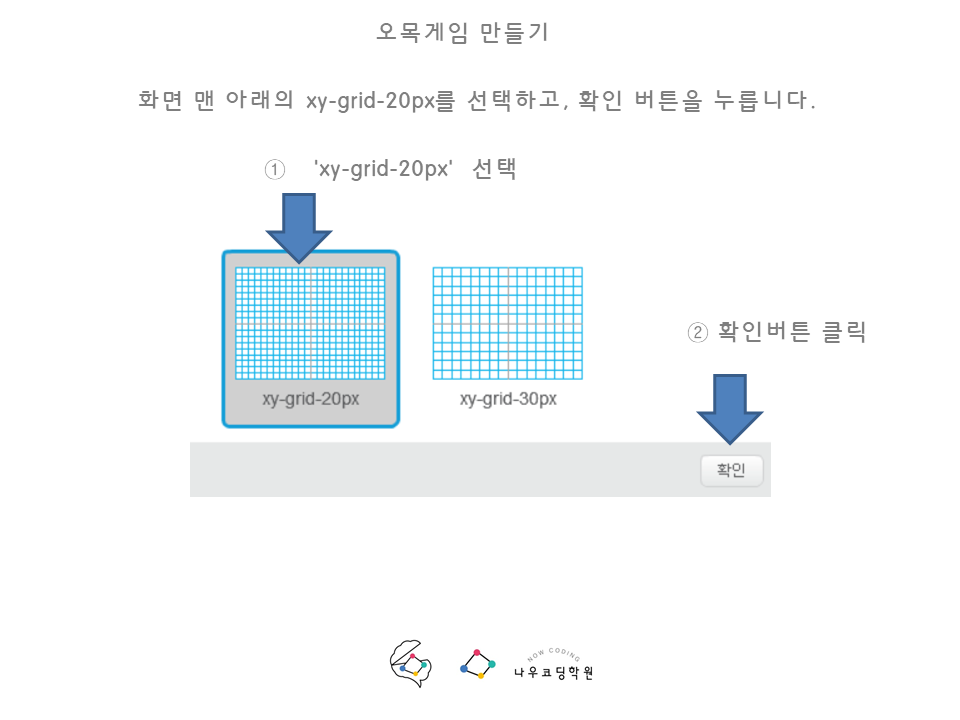 오목게임 만들기
화면 맨 아래의 xy-grid-20px를 선택하고, 확인 버튼을 누릅니다.
① 'xy-grid-20px' 선택
xy-grid-20px
xy-grid-30px
② 확인버튼 클릭
확인
NOW CODING
나우코딩학원